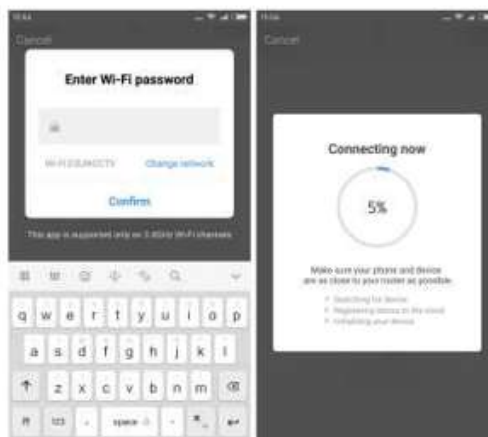 Cancel
Enter Wi-Fi password
Change network
Confirm
This app is supported only on 2.4GHz Wi-Fi channels
q w e r t y u i o p
a s d f g h j k l
z x c v b n m
123 , space
Cancel
Connecting now
5%
Make sure your phone and device
are as close to your router as possible.
Searching for device
Registering device to the cloud
Initializing your device